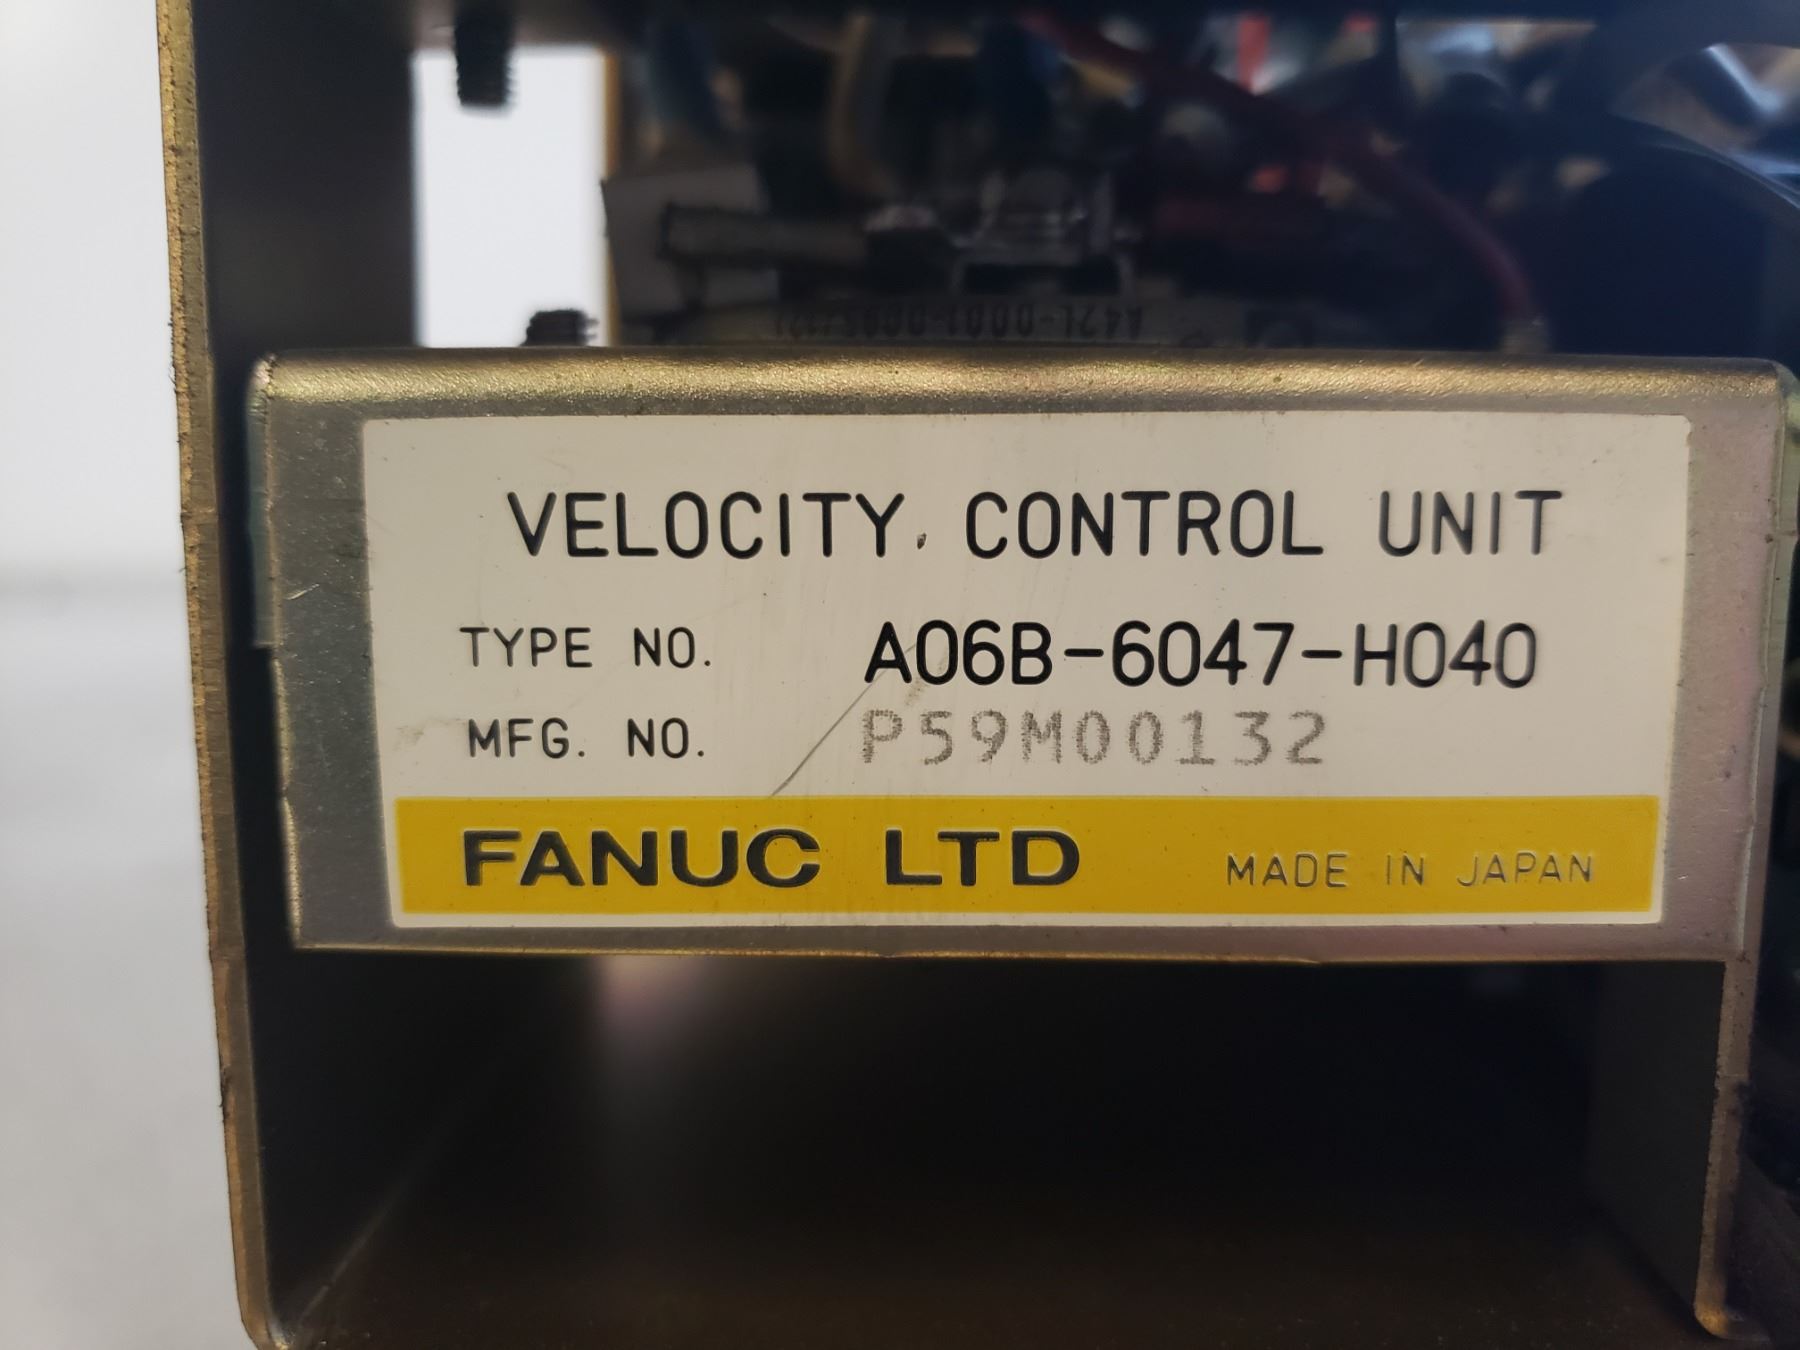 VELOCITY CONTROL UNIT
TYPE NO. A06B-6047-H040
MFG. NO. P59M00132
FANUC LTD MADE IN JAPAN